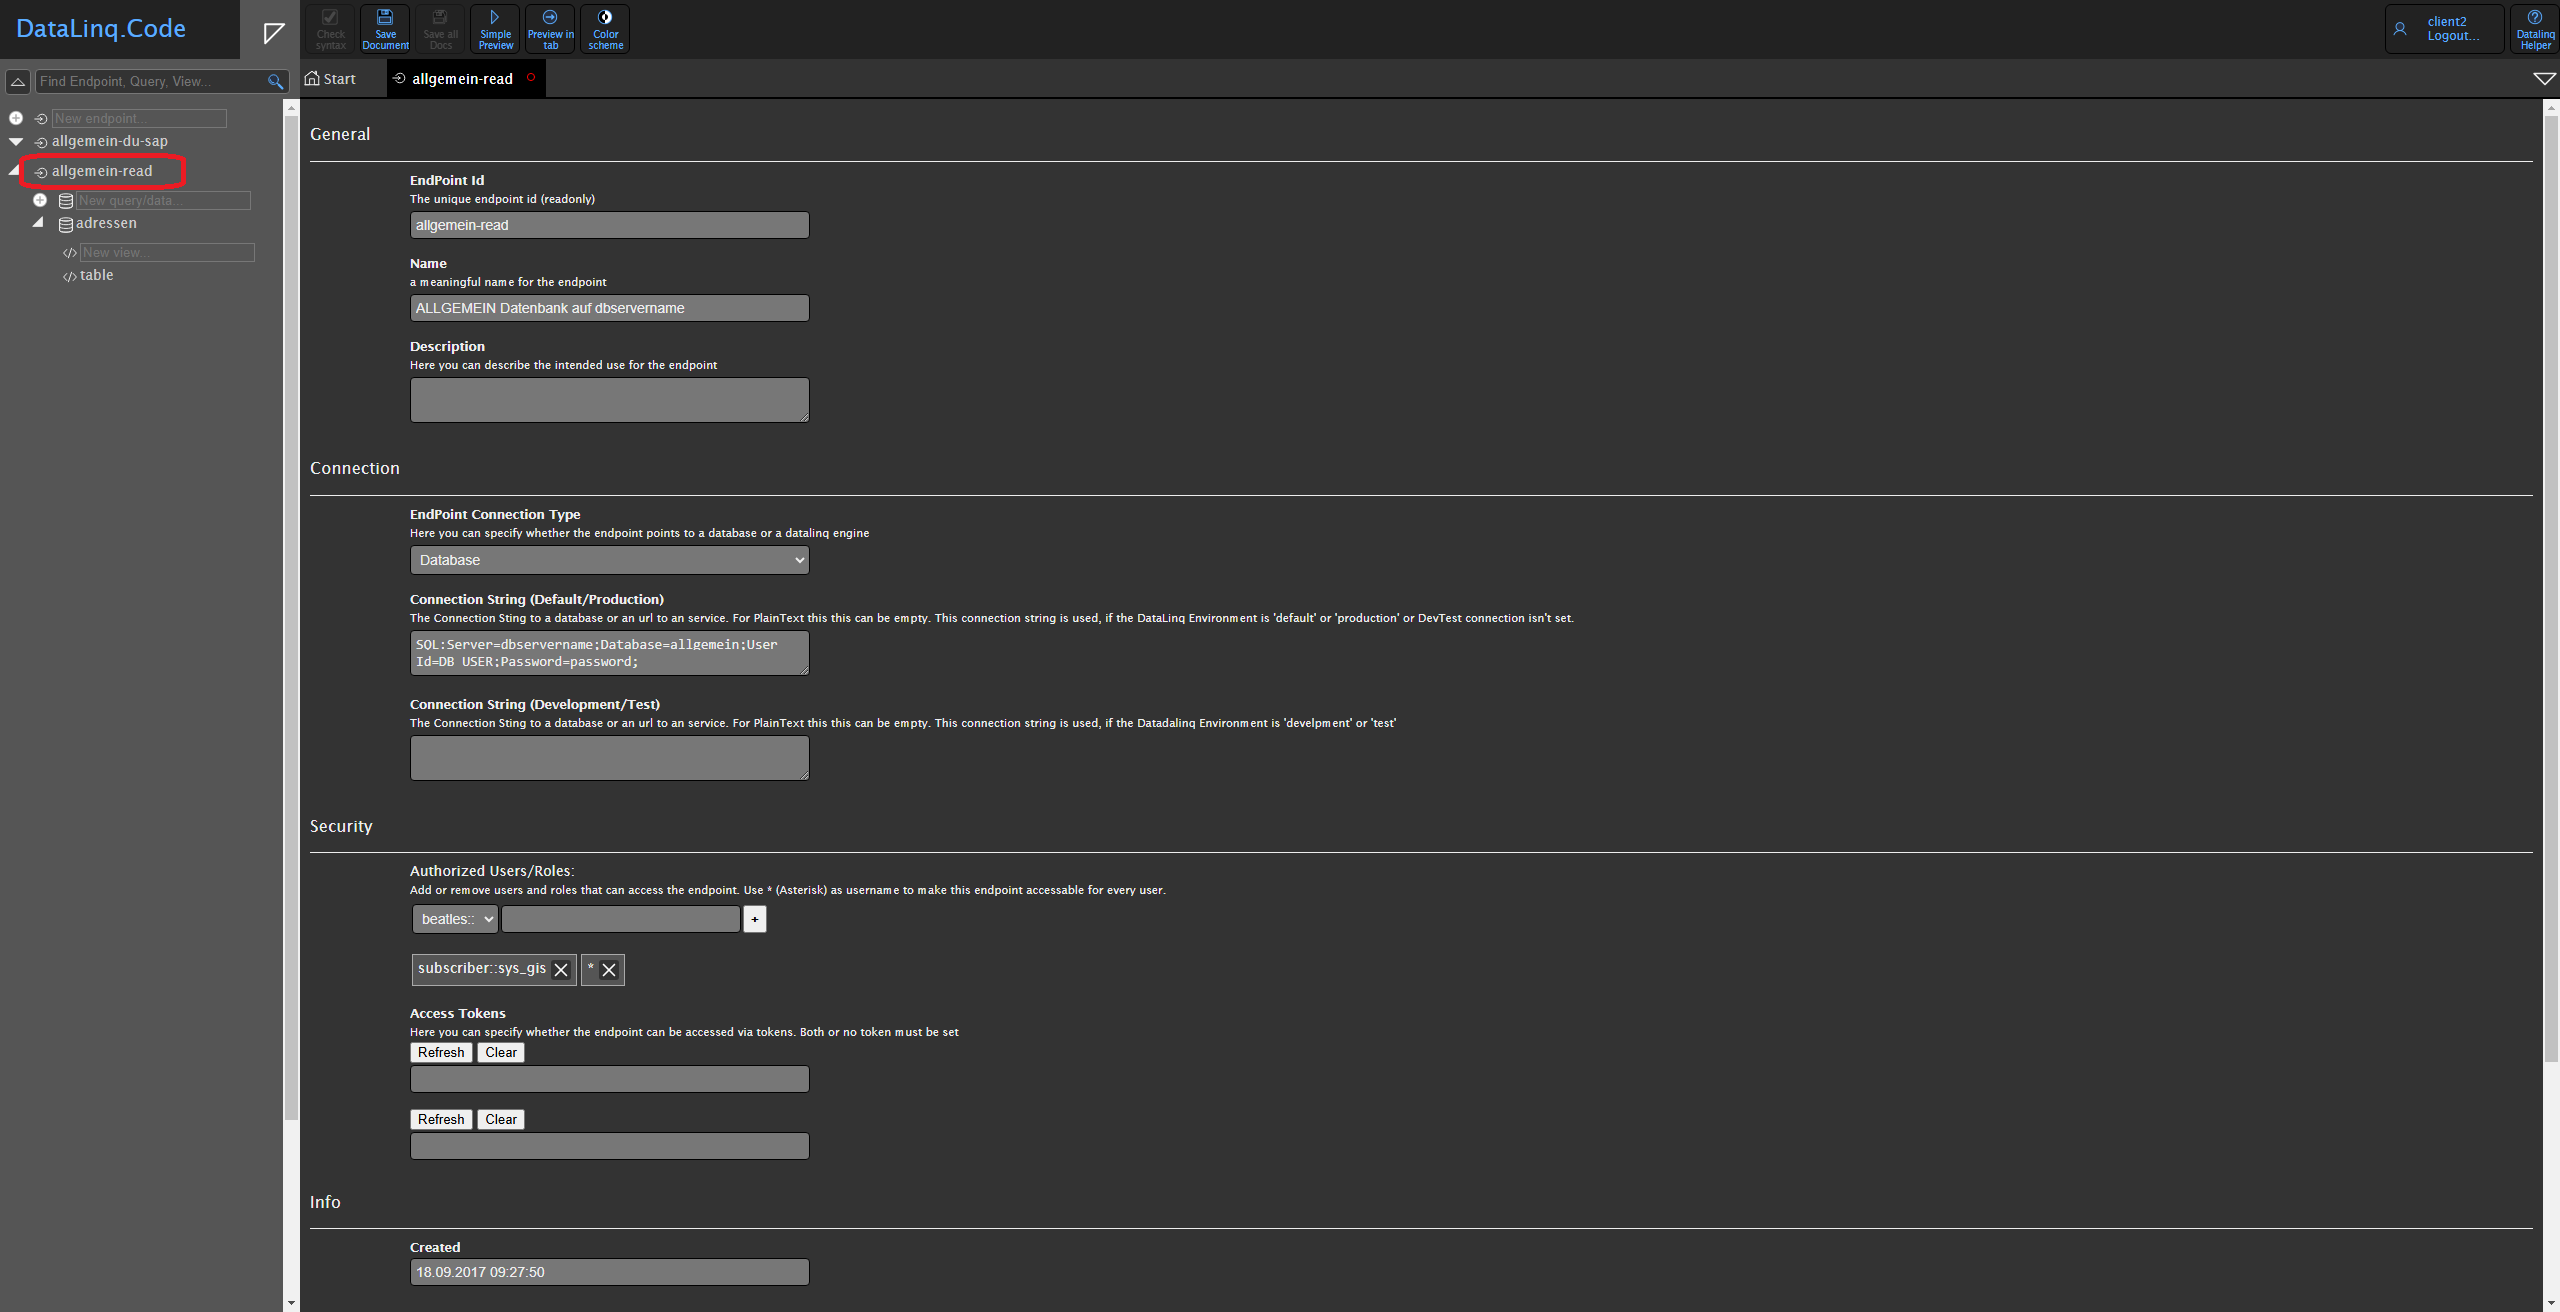 DataLinq.Code
Check syntax
Save Document
Save all Docs
Simple Preview
Preview in tab
Color scheme
client2
Logout...
Datalinq Helper
Find Endpoint, Query, View...
Start
allgemein-read
New endpoint...
allgemein-du-sap
allgemein-read
New query/data...
adressen
New view...
table
General
EndPoint Id
The unique endpoint id (readonly)
allgemein-read
Name
a meaningful name for the endpoint
ALLGEMEIN Datenbank auf dbservername
Description
Here you can describe the intended use for the endpoint
Connection
EndPoint Connection Type
Here you can specify whether the endpoint points to a database or a datalinq engine
Database
Connection String (Default/Production)
The Connection Sting to a database or an url to an service. For PlainText this this can be empty. This connection string is used, if the DataLinq Environment is 'default' or 'production' or DevTest connection isn't set.
SQL:Server=dbservername;Database=allgemein;User
Id=DB USER;Password=password;
Connection String (Development/Test)
The Connection Sting to a database or an url to an service. For PlainText this this can be empty. This connection string is used, if the Datadalinq Environment is 'develpment' or 'test'
Security
Authorized Users/Roles:
Add or remove users and roles that can access the endpoint. Use * (Asterisk) as username to make this endpoint accessable for every user.
beatles:: +
subscriber::sys_gis *
Access Tokens
Here you can specify whether the endpoint can be accessed via tokens. Both or no token must be set
Refresh Clear
Refresh Clear
Info
Created
18.09.2017 09:27:50